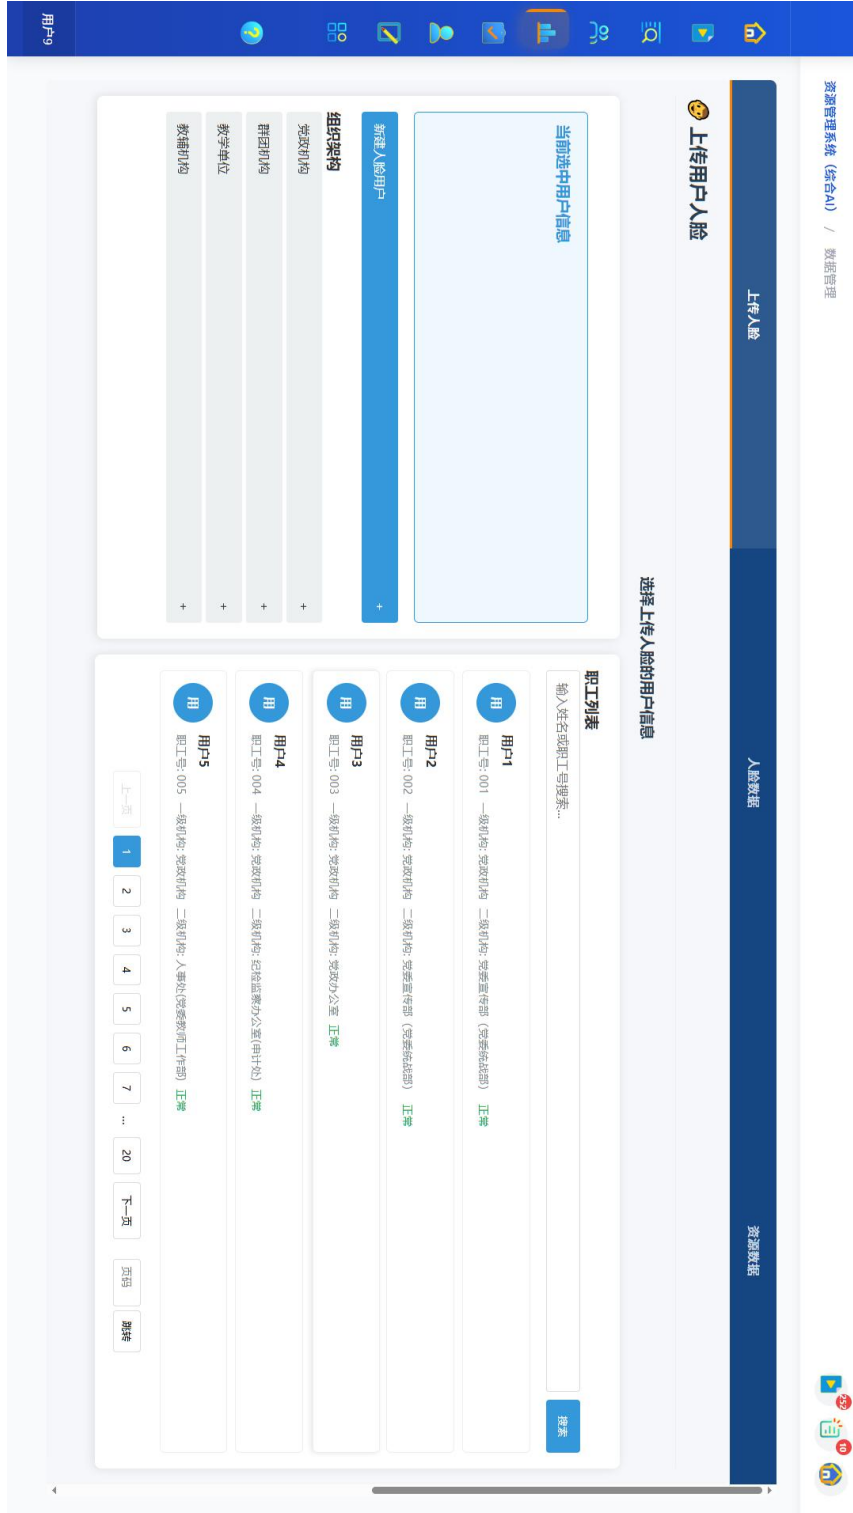 资源管理系统（综合AI） / 数据管理
252
10
上传人脸
人脸数据
资源数据
上传用户人脸
选择上传人脸的用户信息
当前选中用户信息
新建人脸用户 +
组织架构
党政机构 +
群团机构 +
教学单位 +
教辅机构 +
职工列表
输入姓名或职工号搜索...
搜索
用 用户1
职工号: 001 一级机构: 党政机构 二级机构: 党委宣传部（党委统战部） 正常
用 用户2
职工号: 002 一级机构: 党政机构 二级机构: 党委宣传部（党委统战部） 正常
用 用户3
职工号: 003 一级机构: 党政机构 二级机构: 党政办公室 正常
用 用户4
职工号: 004 一级机构: 党政机构 二级机构: 纪检监察办公室(审计处) 正常
用 用户5
职工号: 005 一级机构: 党政机构 二级机构: 人事处(党委教师工作部) 正常
上一页 1 2 3 4 5 6 7 ... 20 下一页 页码 跳转
用户9